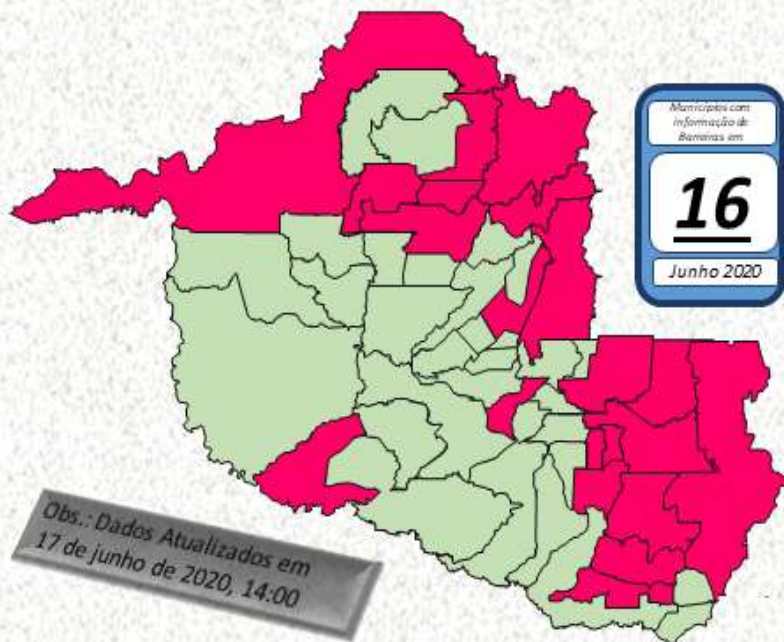 Municípios com
informação de
Barreiras em
16
Junho 2020
Obs.: Dados Atualizados em
17 de junho de 2020, 14:00